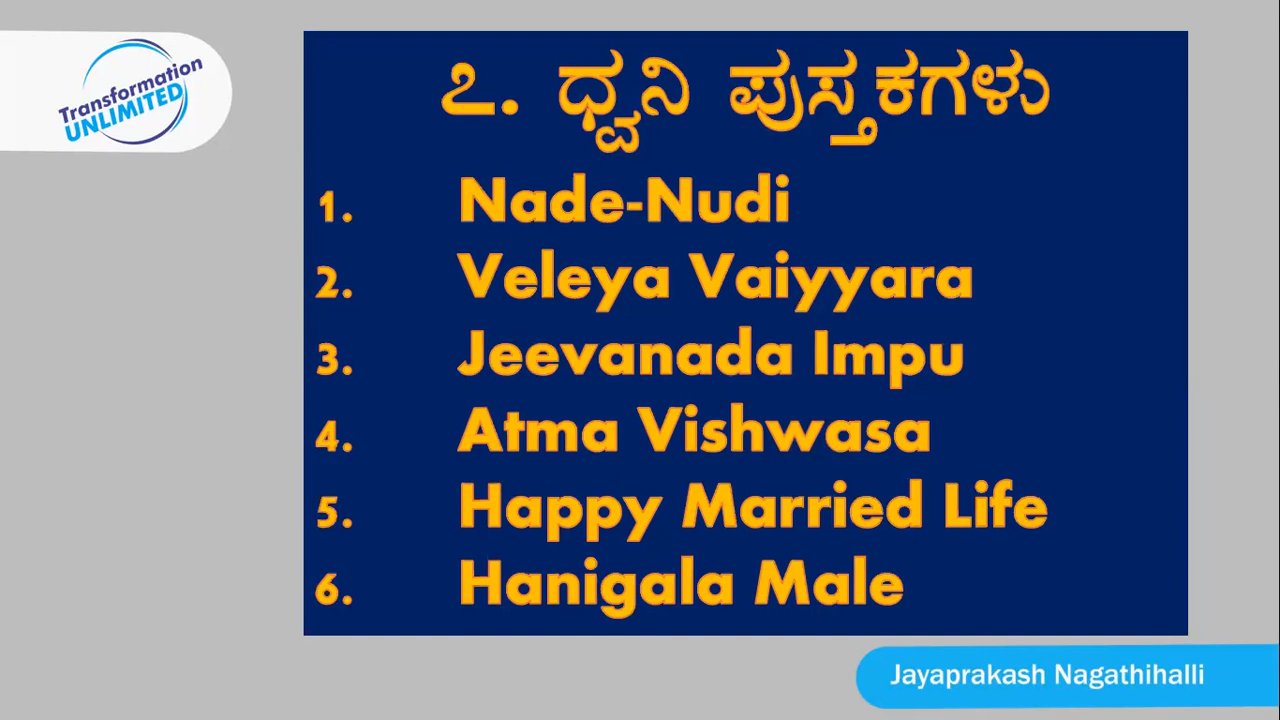 Transformation
UNLIMITED
೭. ಧ್ವನಿ ಪುಸ್ತಕಗಳು
1. Nade-Nudi
2. Veleya Vaiyyara
3. Jeevanada Impu
4. Atma Vishwasa
5. Happy Married Life
6. Hanigala Male
Jayaprakash Nagathihalli